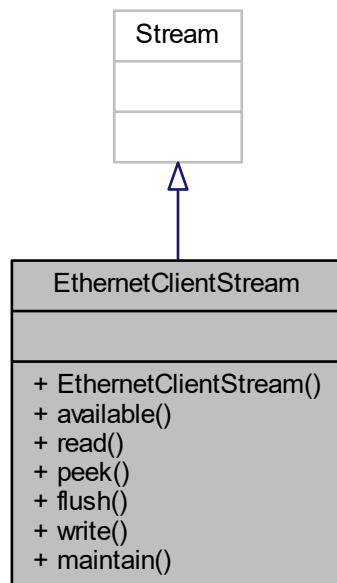 Stream
EthernetClientStream
+ EthernetClientStream()
+ available()
+ read()
+ peek()
+ flush()
+ write()
+ maintain()